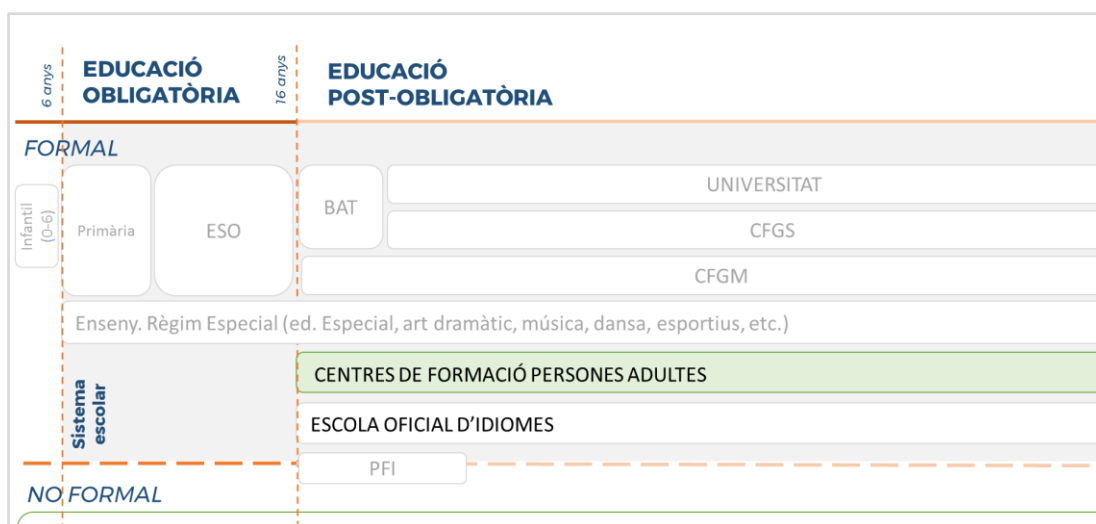 6 anys
EDUCACIÓ
OBLIGATÒRIA
16 anys
EDUCACIÓ
POST-OBLIGATÒRIA
FORMAL
Infantil
(0-6)
Primària
ESO
BAT
UNIVERSITAT
CFGS
CFGM
Enseny. Règim Especial (ed. Especial, art dramàtic, música, dansa, esportius, etc.)
Sistema
escolar
CENTRES DE FORMACIÓ PERSONES ADULTES
ESCOLA OFICIAL D'IDIOMES
PFI
NO FORMAL